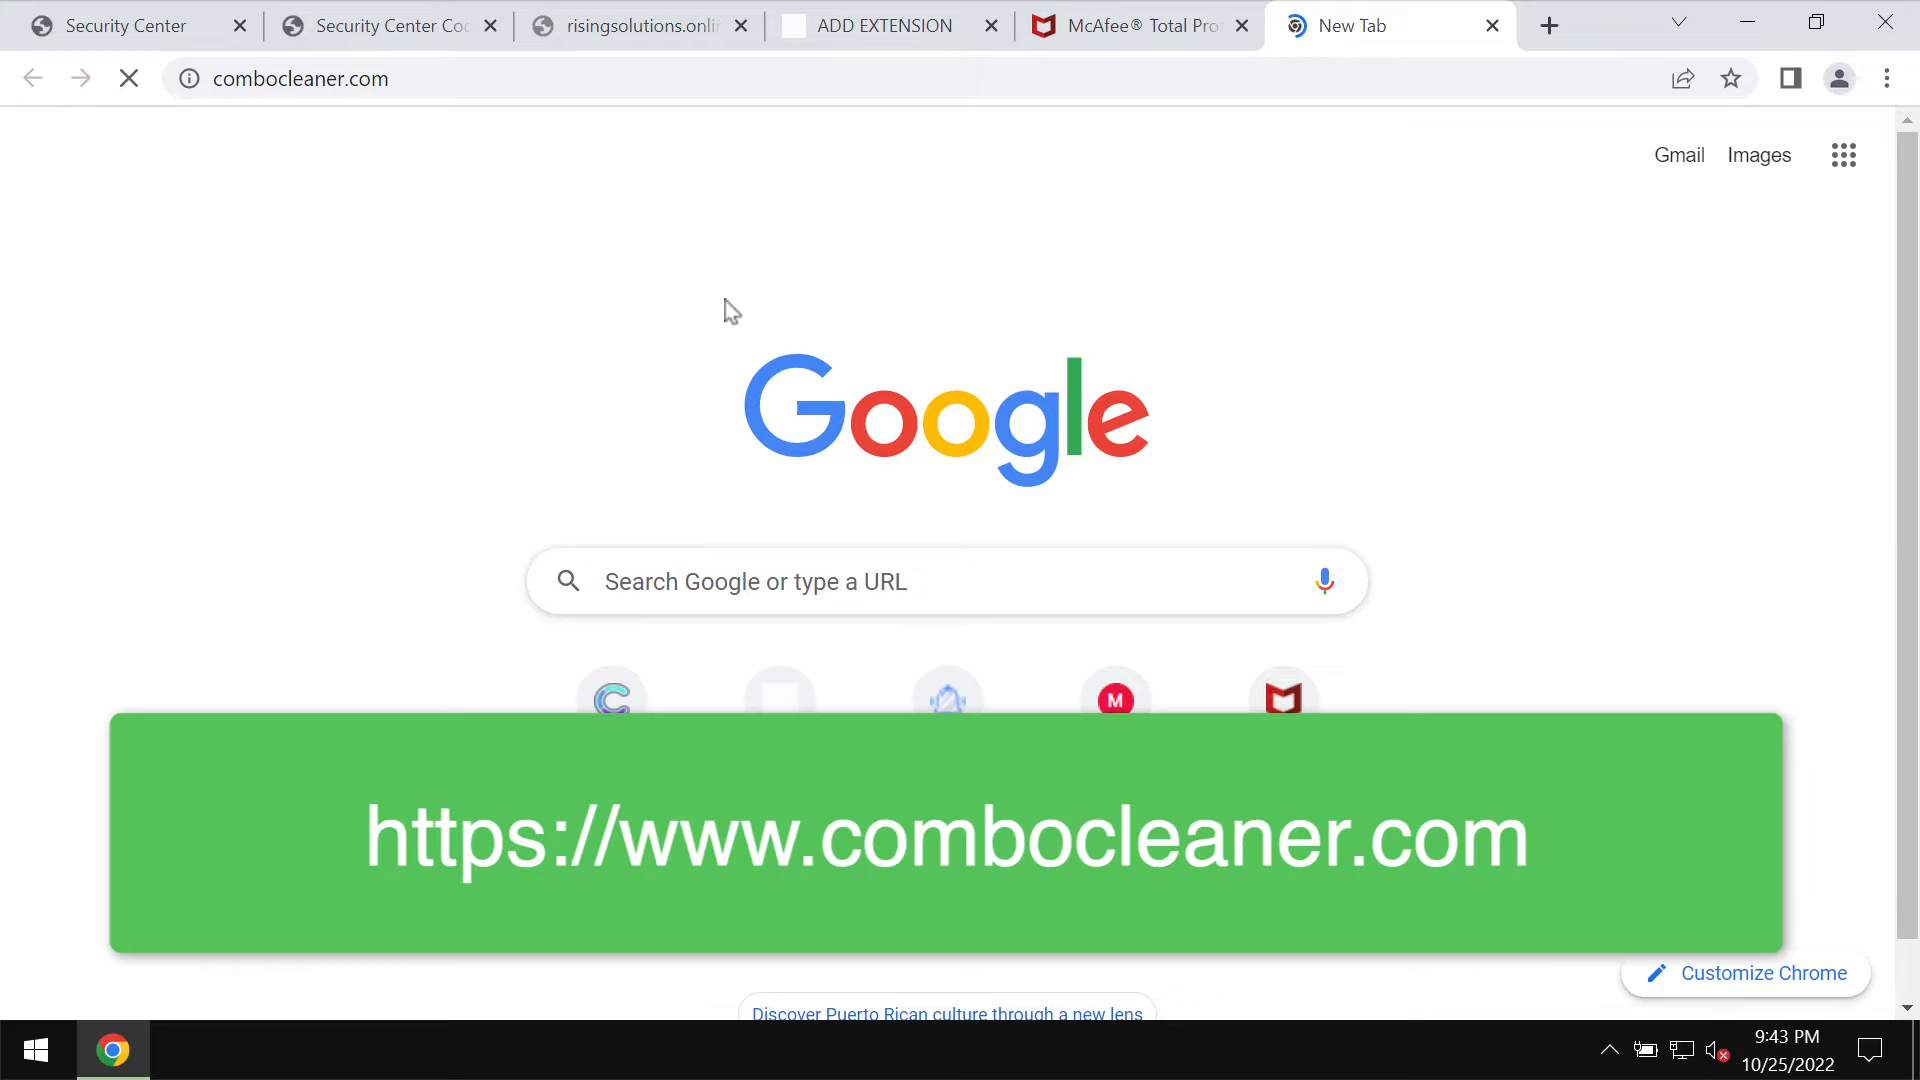 Security Center
Security Center Co
risingsolutions.onli
ADD EXTENSION
McAfee® Total Pro
New Tab
combocleaner.com
Gmail
Images
Google
Search Google or type a URL
M
https://www.combocleaner.com
Customize Chrome
Discover Puerto Rican culture through a new lens
9:43 PM
10/25/2022